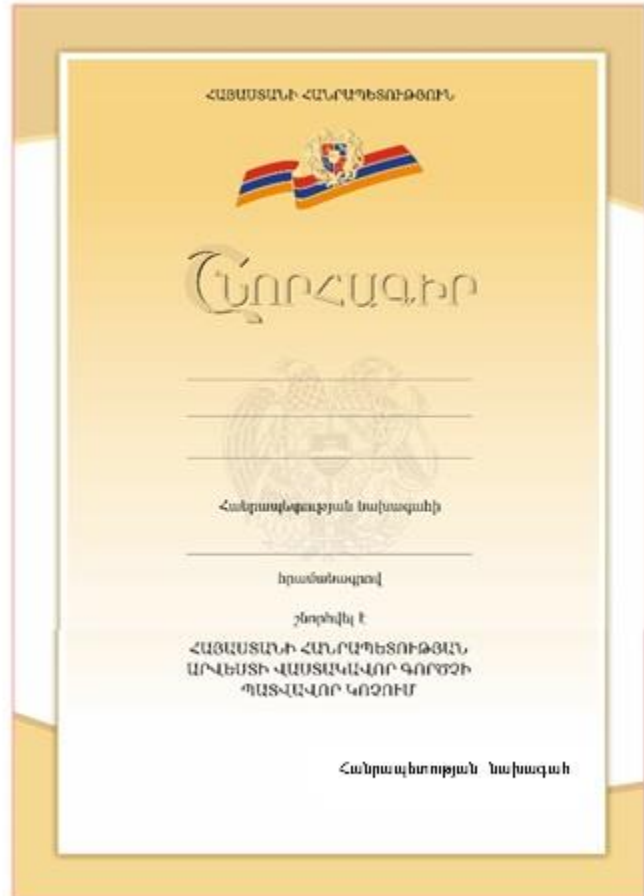 ՀԱՅԱՍՏԱՆԻ ՀԱՆՐԱՊԵՏՈՒԹՅՈՒՆ
Շնորհագիր
Հանրապետության նախագահի
հրամանագրով
շնորհվել է
ՀԱՅԱՍՏԱՆԻ ՀԱՆՐԱՊԵՏՈՒԹՅԱՆ
ԱՐՎԵՍՏԻ ՎԱՍՏԱԿԱՎՈՐ ԳՈՐԾՉԻ
ՊԱՏՎԱՎՈՐ ԿՈՉՈՒՄ
Հանրապետության նախագահ